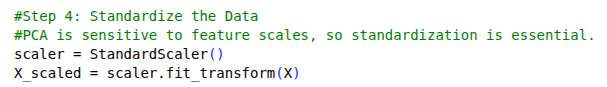 #Step 4: Standardize the Data
#PCA is sensitive to feature scales, so standardization is essential.
scaler = StandardScaler()
X_scaled = scaler.fit_transform(X)